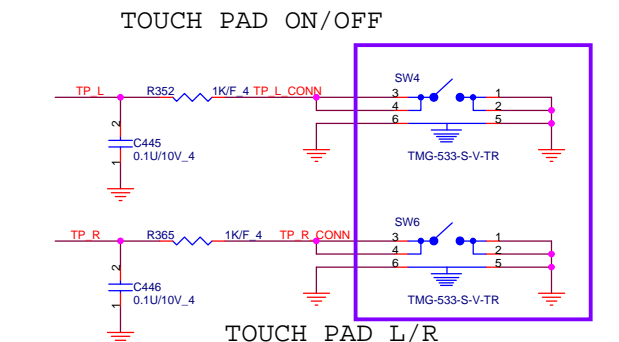 TOUCH PAD ON/OFF
SW4
TP_L R352 1K/F_4 TP_L_CONN 3 1
4 2
6 5
2
C445
0.1U/10V_4
1
TMG-533-S-V-TR
SW6
TP_R R365 1K/F_4 TP_R_CONN 3 1
4 2
6 5
2
C446
0.1U/10V_4
1
TMG-533-S-V-TR
TOUCH PAD L/R